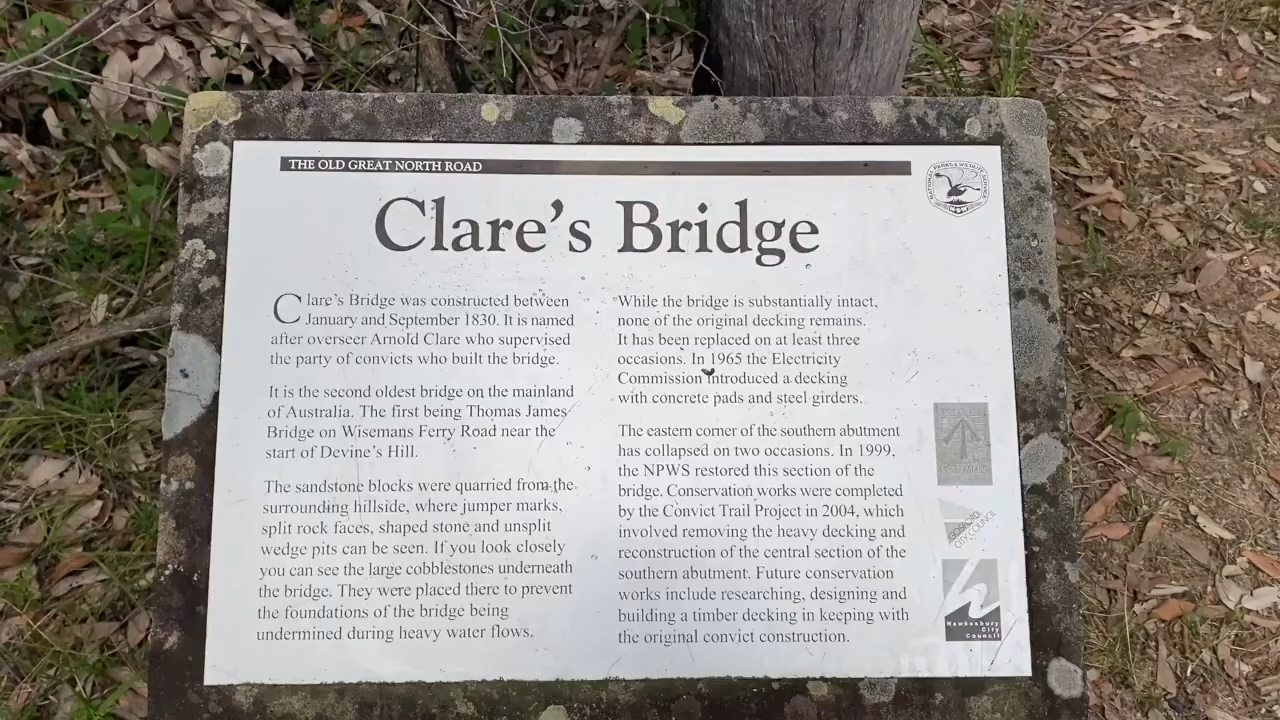 THE OLD GREAT NORTH ROAD
NATIONAL PARKS & WILDLIFE SERVICE
NSW
Clare's Bridge
Clare's Bridge was constructed between
January and September 1830. It is named
after overseer Arnold Clare who supervised
the party of convicts who built the bridge.
It is the second oldest bridge on the mainland
of Australia. The first being Thomas James
Bridge on Wisemans Ferry Road near the
start of Devine's Hill.
The sandstone blocks were quarried from the
surrounding hillside, where jumper marks,
split rock faces, shaped stone and unsplit
wedge pits can be seen. If you look closely
you can see the large cobblestones underneath
the bridge. They were placed there to prevent
the foundations of the bridge being
undermined during heavy water flows.
While the bridge is substantially intact,
none of the original decking remains.
It has been replaced on at least three
occasions. In 1965 the Electricity
Commission introduced a decking
with concrete pads and steel girders.
The eastern corner of the southern abutment
has collapsed on two occasions. In 1999,
the NPWS restored this section of the
bridge. Conservation works were completed
by the Convict Trail Project in 2004, which
involved removing the heavy decking and
reconstruction of the central section of the
southern abutment. Future conservation
works include researching, designing and
building a timber decking in keeping with
the original convict construction.
GOSFORD
CITY COUNCIL
Hawkesbury
City
Council